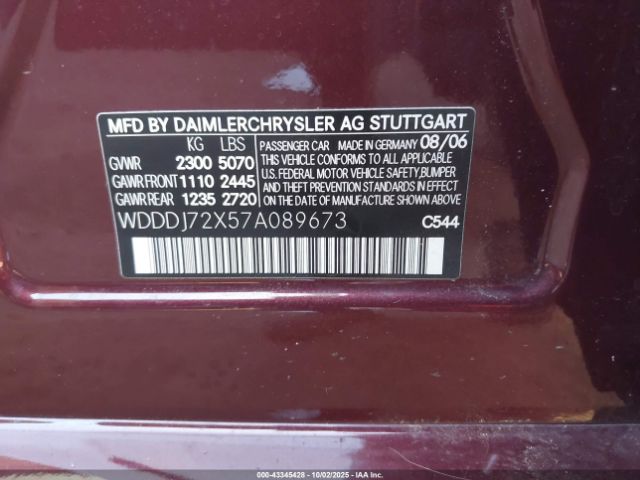 MFD BY DAIMLERCHRYSLER AG STUTTGART
KG LBS
GVWR 2300 5070
GAWR FRONT 1110 2445
GAWR REAR 1235 2720
PASSENGER CAR MADE IN GERMANY 08/06
THIS VEHICLE CONFORMS TO ALL APPLICABLE
U.S. FEDERAL MOTOR VEHICLE SAFETY,BUMPER
AND THEFT PREVENTION STANDARDS IN EFFECT
ON THE DATE OF MANUFACTURE SHOWN ABOVE.
WDDDJ72X57A089673
C544
000-43345428 - 10/02/2025 - IAAI.COM